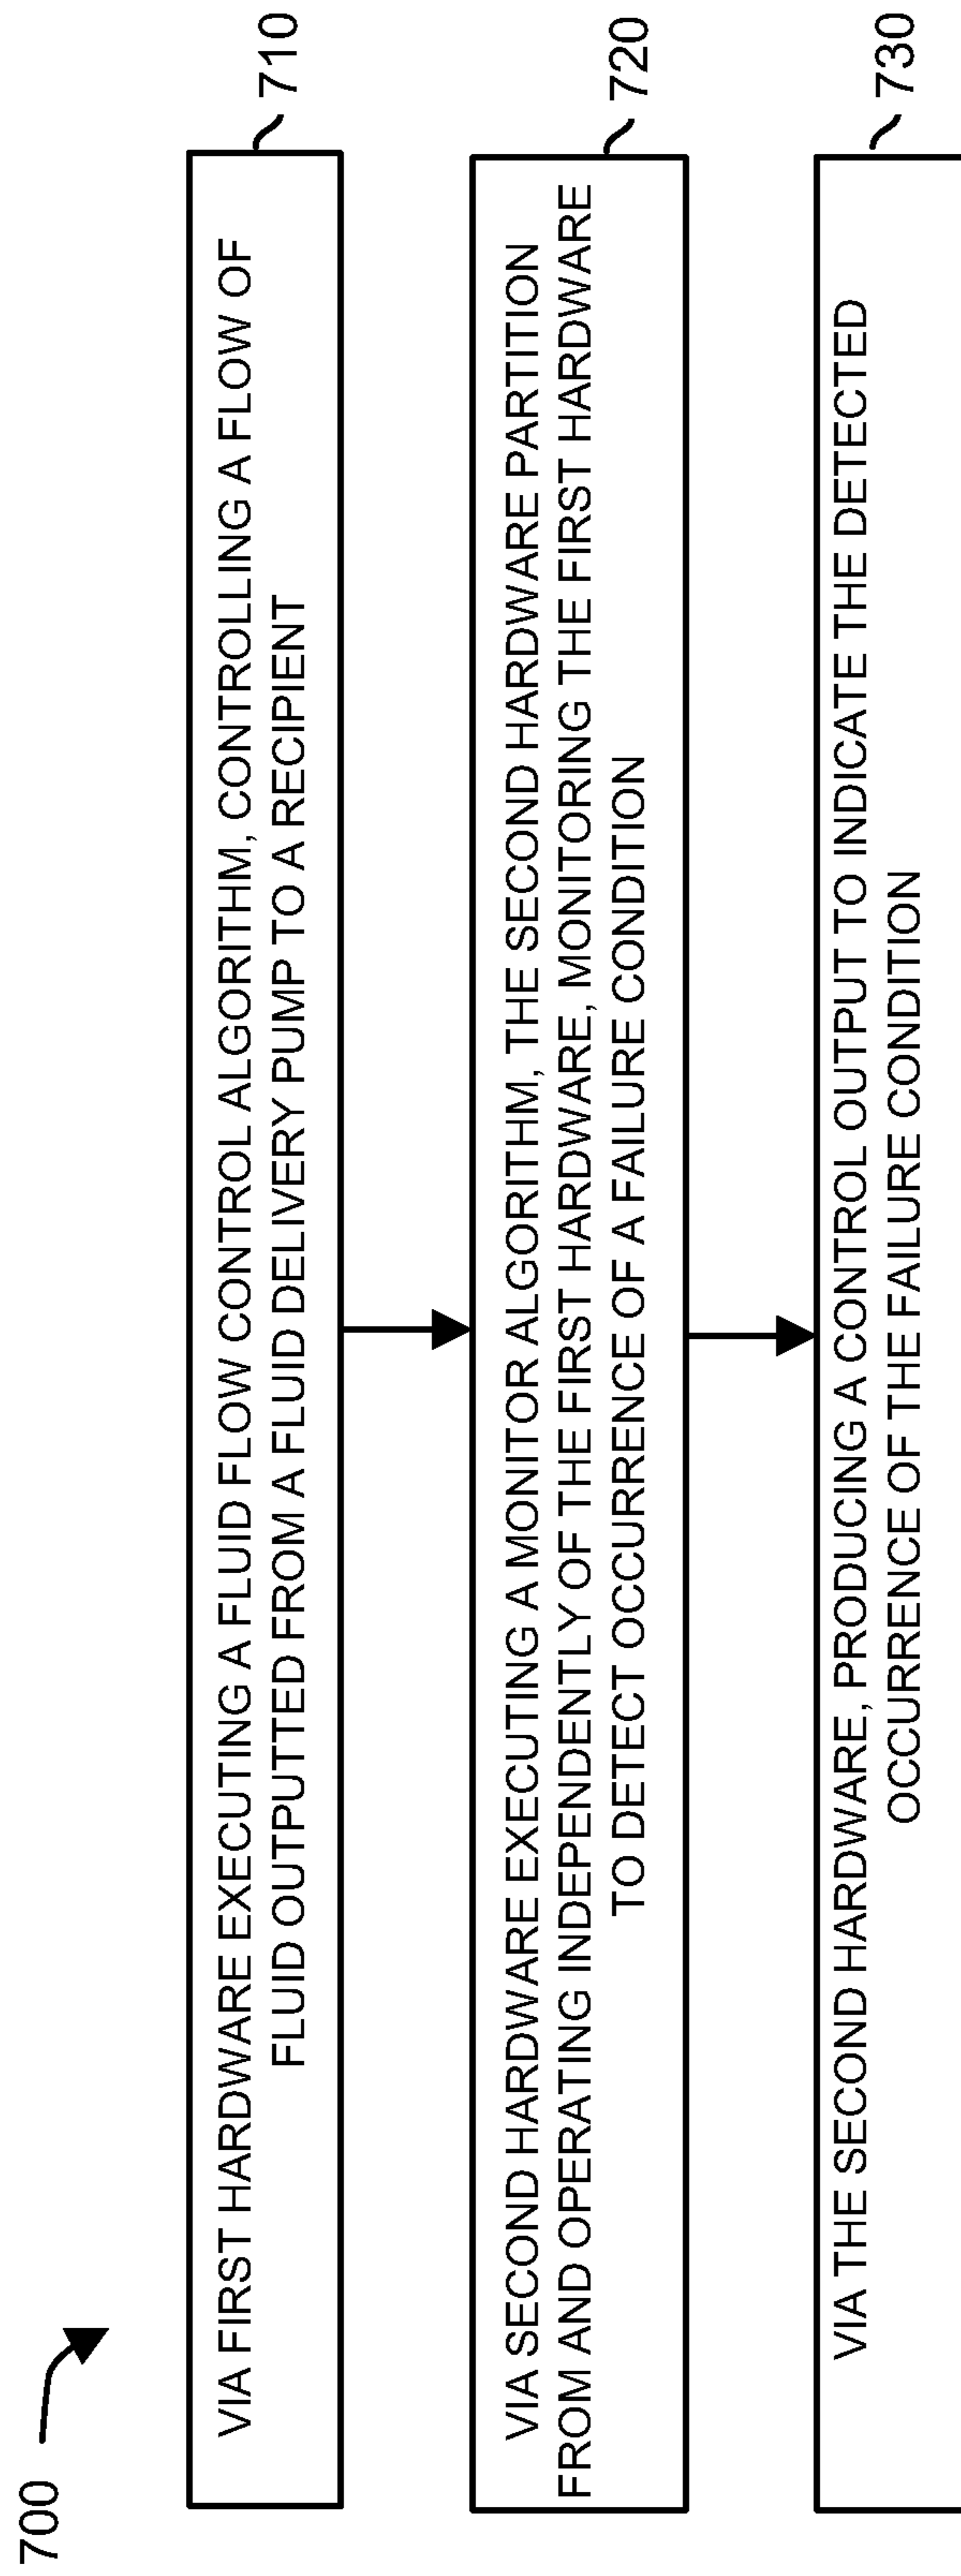 700
VIA FIRST HARDWARE EXECUTING A FLUID FLOW CONTROL ALGORITHM, CONTROLLING A FLOW OF
FLUID OUTPUTTED FROM A FLUID DELIVERY PUMP TO A RECIPIENT
710
VIA SECOND HARDWARE EXECUTING A MONITOR ALGORITHM, THE SECOND HARDWARE PARTITION
FROM AND OPERATING INDEPENDENTLY OF THE FIRST HARDWARE, MONITORING THE FIRST HARDWARE
TO DETECT OCCURRENCE OF A FAILURE CONDITION
720
VIA THE SECOND HARDWARE, PRODUCING A CONTROL OUTPUT TO INDICATE THE DETECTED
OCCURRENCE OF THE FAILURE CONDITION
730